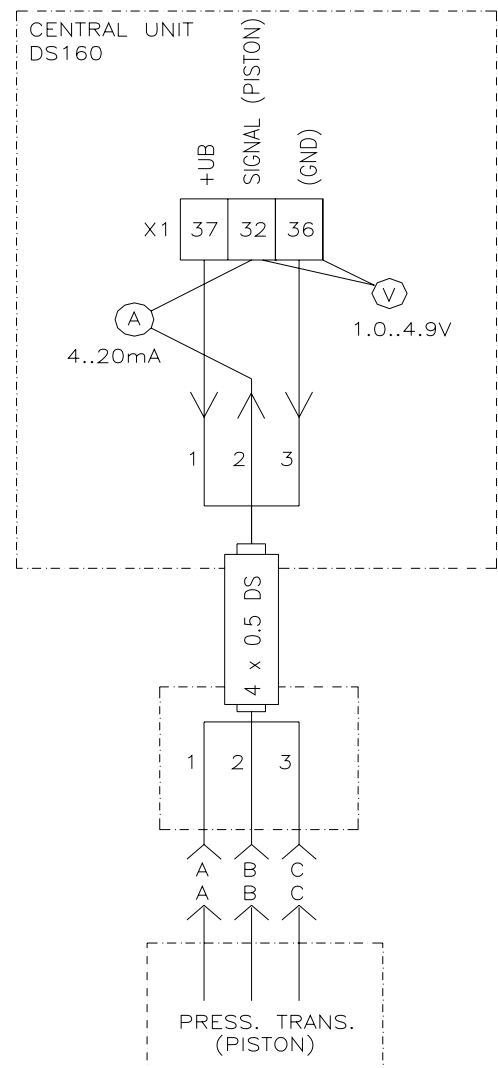 CENTRAL UNIT
DS160
+UB
SIGNAL (PISTON)
(GND)
X1 37 32 36
A
V
4..20mA
1.0..4.9V
1 2 3
4 x 0.5 DS
1 2 3
A B C
A B C
PRESS. TRANS.
(PISTON)